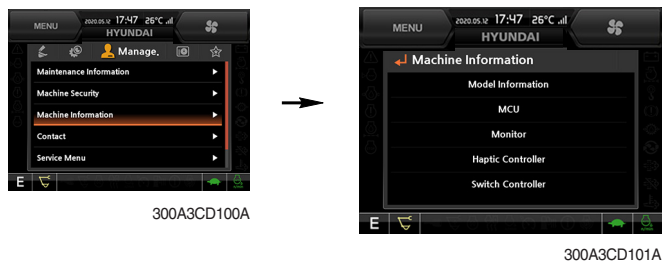 MENU
2020.05.12 17:47 26°C
HYUNDAI
Manage.
Maintenance Information
Machine Security
Machine Information
Contact
Service Menu
E
300A3CD100A
MENU
2020.05.12 17:47 26°C
HYUNDAI
Machine Information
Model Information
MCU
Monitor
Haptic Controller
Switch Controller
E
300A3CD101A